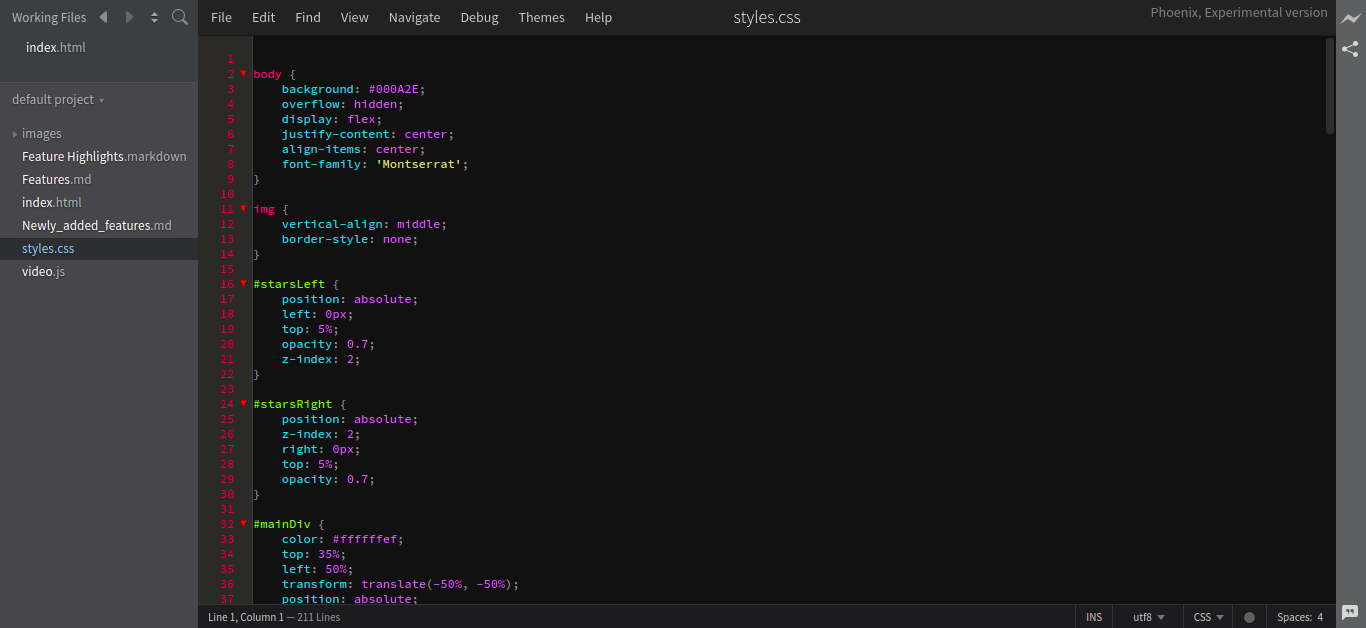 Working Files
File Edit Find View Navigate Debug Themes Help
styles.css
Phoenix, Experimental version
index.html
default project
images
Feature Highlights.markdown
Features.md
index.html
Newly_added_features.md
styles.css
video.js
1
2 body {
3     background: #000A2E;
4     overflow: hidden;
5     display: flex;
6     justify-content: center;
7     align-items: center;
8     font-family: 'Montserrat';
9 }
10
11 img {
12     vertical-align: middle;
13     border-style: none;
14 }
15
16 #starsLeft {
17     position: absolute;
18     left: 0px;
19     top: 5%;
20     opacity: 0.7;
21     z-index: 2;
22 }
23
24 #starsRight {
25     position: absolute;
26     z-index: 2;
27     right: 0px;
28     top: 5%;
29     opacity: 0.7;
30 }
31
32 #mainDiv {
33     color: #ffffffef;
34     top: 35%;
35     left: 50%;
36     transform: translate(-50%, -50%);
37     position: absolute;
Line 1, Column 1 — 211 Lines
INS utf8 CSS Spaces: 4